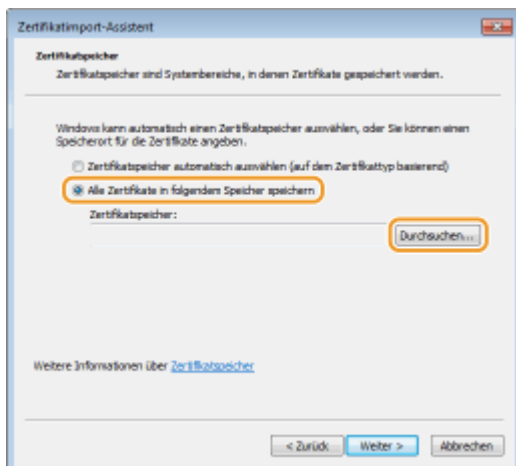 Zertifikatimport-Assistent
Zertifikatspeicher
Zertifikatspeicher sind Systembereiche, in denen Zertifikate gespeichert werden.
Windows kann automatisch einen Zertifikatspeicher auswählen, oder Sie können einen
Speicherort für die Zertifikate angeben.
Zertifikatspeicher automatisch auswählen (auf dem Zertifikattyp basierend)
Alle Zertifikate in folgendem Speicher speichern
Zertifikatspeicher:
Durchsuchen...
Weitere Informationen über Zertifikatspeicher
< Zurück Weiter > Abbrechen